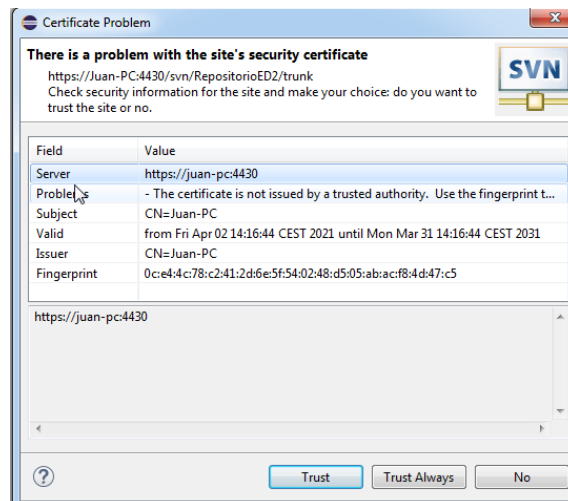 Certificate Problem
There is a problem with the site's security certificate
https://Juan-PC:4430/svn/RepositorioED2/trunk
Check security information for the site and make your choice: do you want to
trust the site or no.
SVN
Field Value
Server https://juan-pc:4430
Problems - The certificate is not issued by a trusted authority. Use the fingerprint t...
Subject CN=Juan-PC
Valid from Fri Apr 02 14:16:44 CEST 2021 until Mon Mar 31 14:16:44 CEST 2031
Issuer CN=Juan-PC
Fingerprint 0c:e4:4c:78:c2:41:2d:6e:5f:54:02:48:d5:05:ab:ac:f8:4d:47:c5
https://juan-pc:4430
Trust Trust Always No